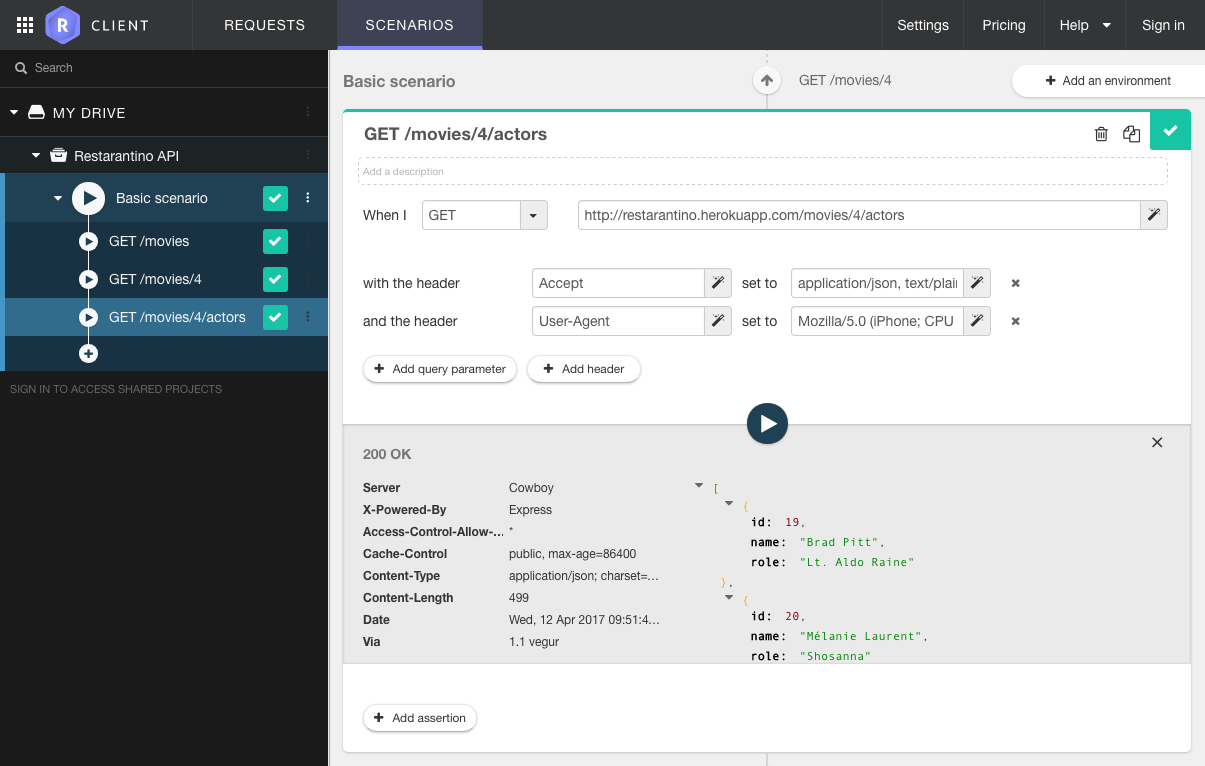 R CLIENT REQUESTS SCENARIOS Settings Pricing Help Sign in
Search
MY DRIVE
Restarantino API
Basic scenario
GET /movies
GET /movies/4
GET /movies/4/actors
SIGN IN TO ACCESS SHARED PROJECTS
Basic scenario GET /movies/4 Add an environment
GET /movies/4/actors
Add a description
When I GET http://restarantino.herokuapp.com/movies/4/actors
with the header Accept set to application/json, text/plai
and the header User-Agent set to Mozilla/5.0 (iPhone; CPU
Add query parameter Add header
200 OK
Server Cowboy
X-Powered-By Express
Access-Control-Allow-... *
Cache-Control public, max-age=86400
Content-Type application/json; charset=...
Content-Length 499
Date Wed, 12 Apr 2017 09:51:4...
Via 1.1 vegur
[
{
id: 19,
name: "Brad Pitt",
role: "Lt. Aldo Raine"
},
{
id: 20,
name: "Mélanie Laurent",
role: "Shosanna"
Add assertion